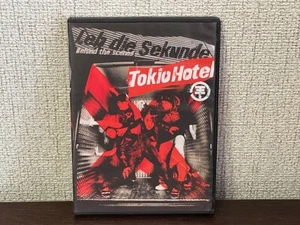 Leb die Sekunde
Behind the scenes
Tokio Hotel